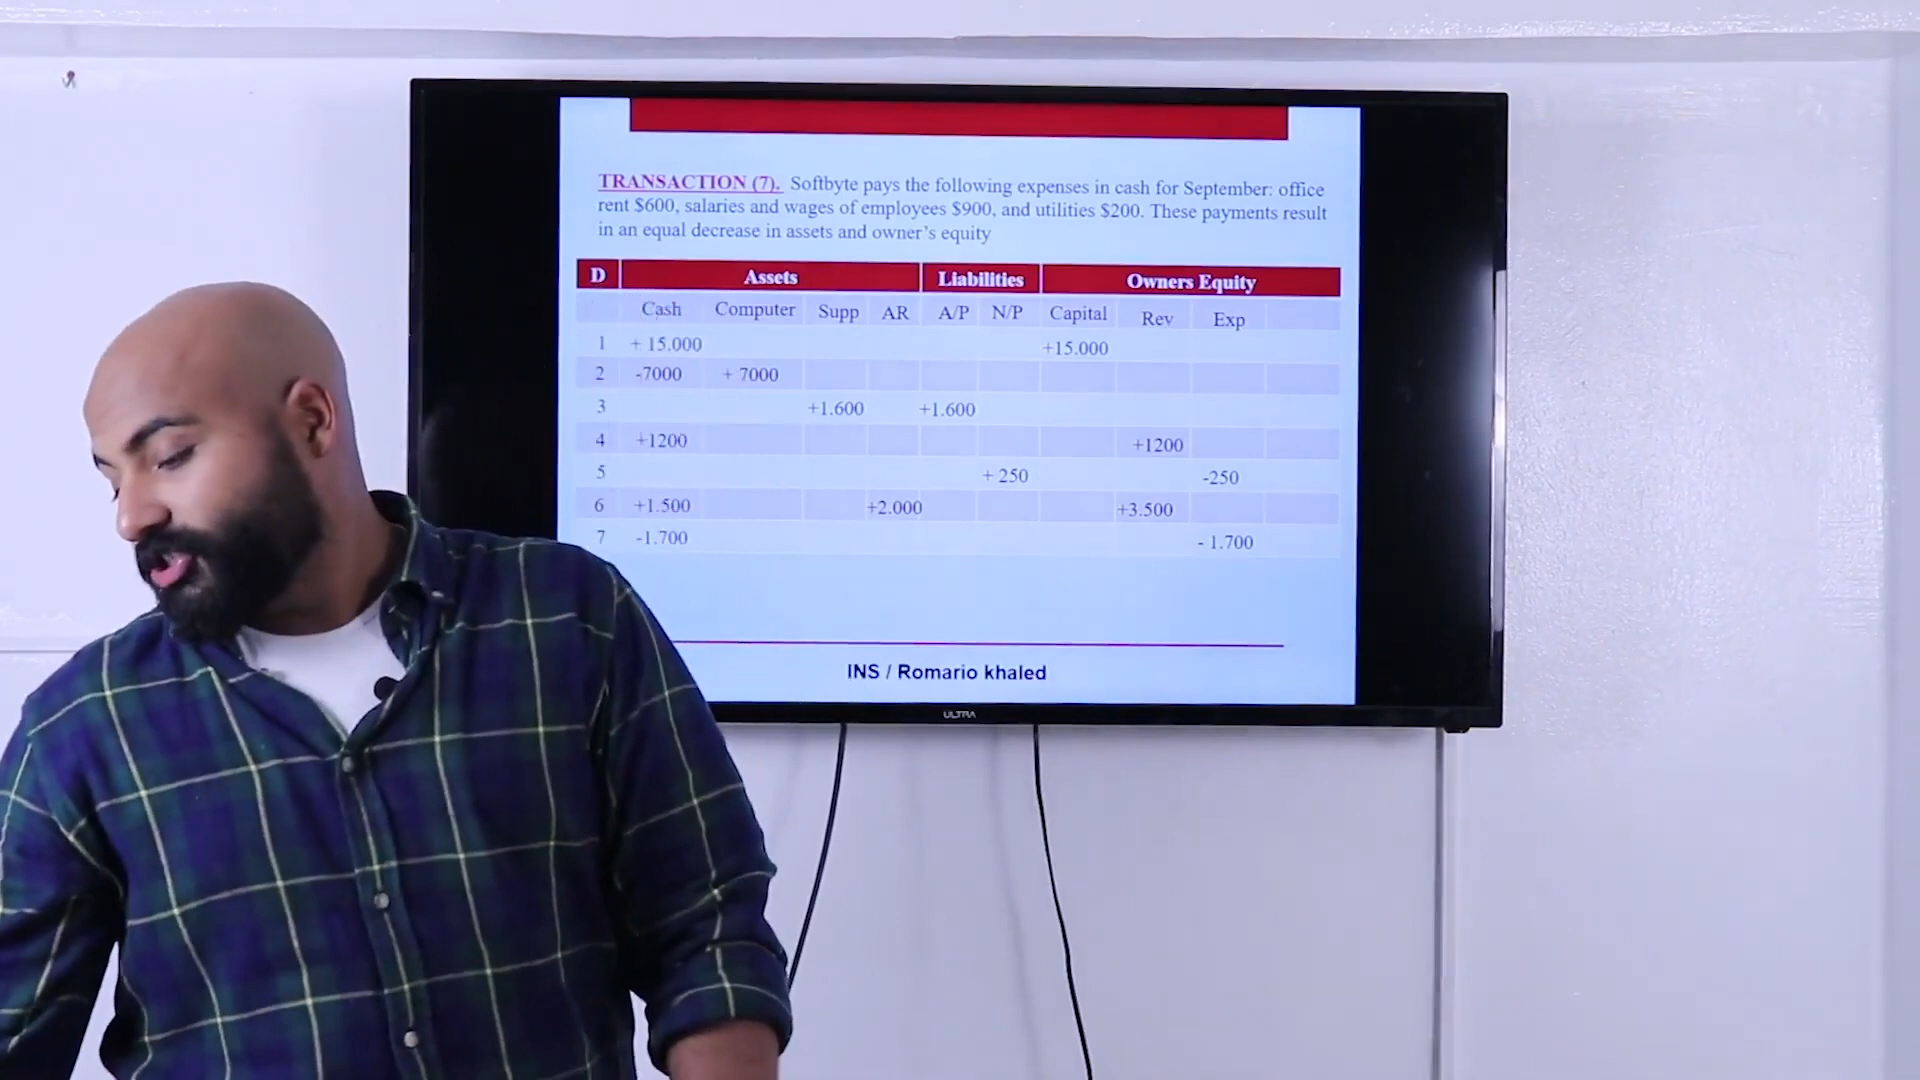 TRANSACTION (7). Softbyte pays the following expenses in cash for September: office
rent $600, salaries and wages of employees $900, and utilities $200. These payments result
in an equal decrease in assets and owner's equity
D Assets Liabilities Owners Equity
Cash Computer Supp AR A/P N/P Capital Rev Exp
1 + 15.000 +15.000
2 -7000 + 7000
3 +1.600 +1.600
4 +1200 +1200
5 + 250 -250
6 +1.500 +2.000 +3.500
7 -1.700 - 1.700
INS / Romario khaled
ULTRA